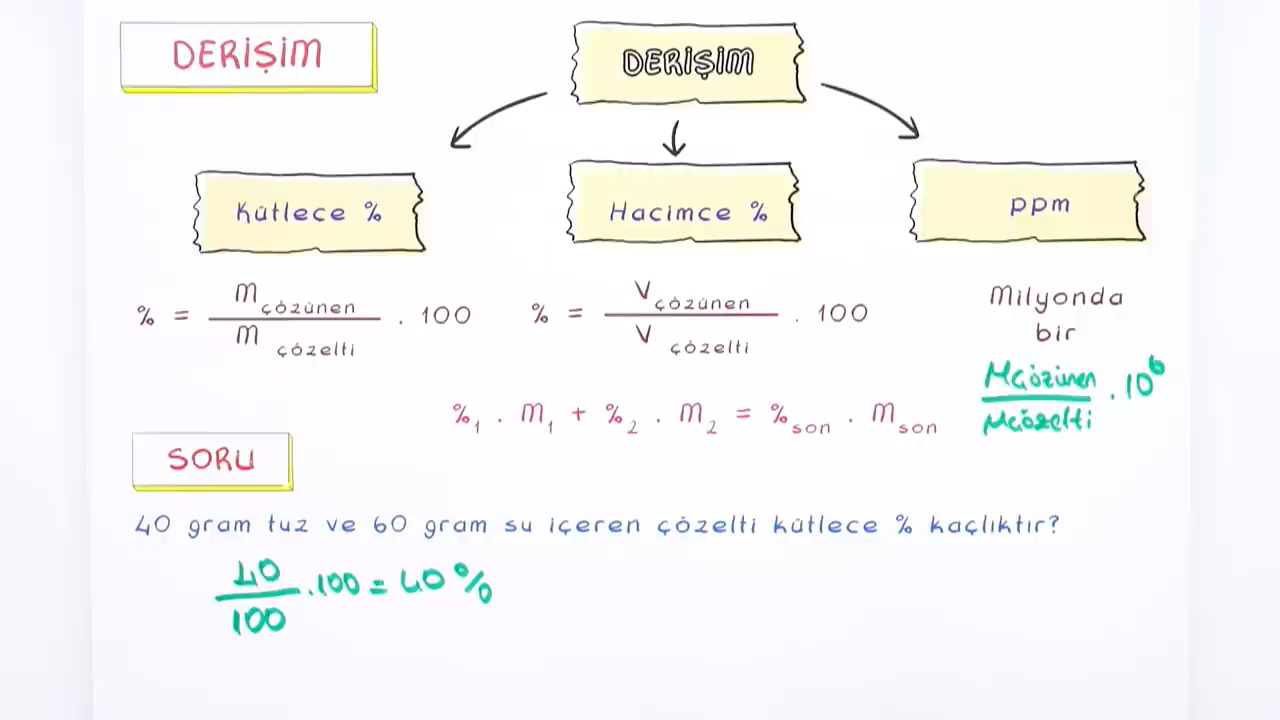 DERİŞİM
DERİŞİM
Kütlece %
Hacimce %
ppm
% = m çözünen / m çözelti . 100
% = V çözünen / V çözelti . 100
Milyonda
bir
Mçözünen / Mçözelti . 10⁶
%₁ . m₁ + %₂ . m₂ = %son . mson
SORU
40 gram tuz ve 60 gram su içeren çözelti kütlece % kaçlıktır?
40 / 100 . 100 = 40 %